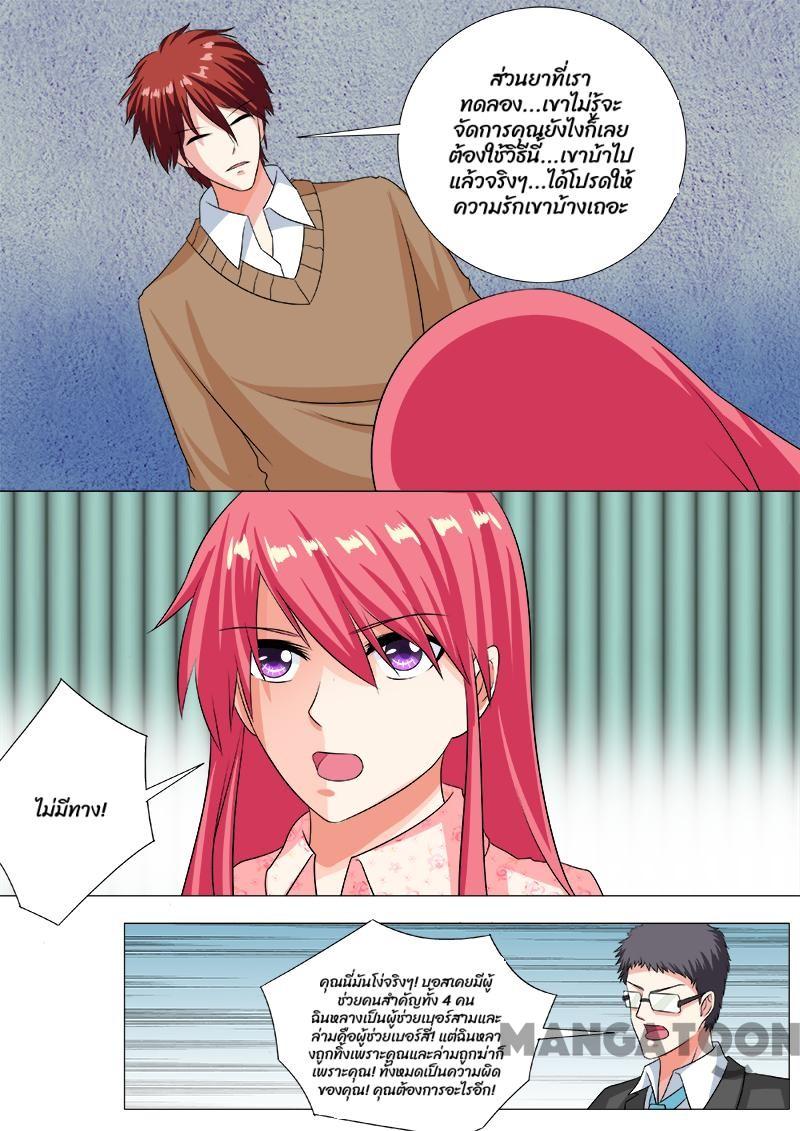 ส่วนยาที่เรา
ทดลอง...เขาไม่รู้จะ
จัดการคุณยังไงก็เลย
ต้องใช้วิธีนี้...เขาบ้าไป
แล้วจริงๆ...ได้โปรดให้
ความรักเขาบ้างเถอะ
ไม่มีทาง!
คุณนี่มันโง่จริงๆ! บอสเคยมีผู้
ช่วยคนสำคัญทั้ง 4 คน
ฉินหลางเป็นผู้ช่วยเบอร์สามและ
ล่ามคือผู้ช่วยเบอร์สี่! แต่ฉินหลา
งถูกทิ้งเพราะคุณและล่ามถูกฆ่าก็
เพราะคุณ! ทั้งหมดเป็นความผิด
ของคุณ! คุณต้องการอะไรอีก!
MANGATOON